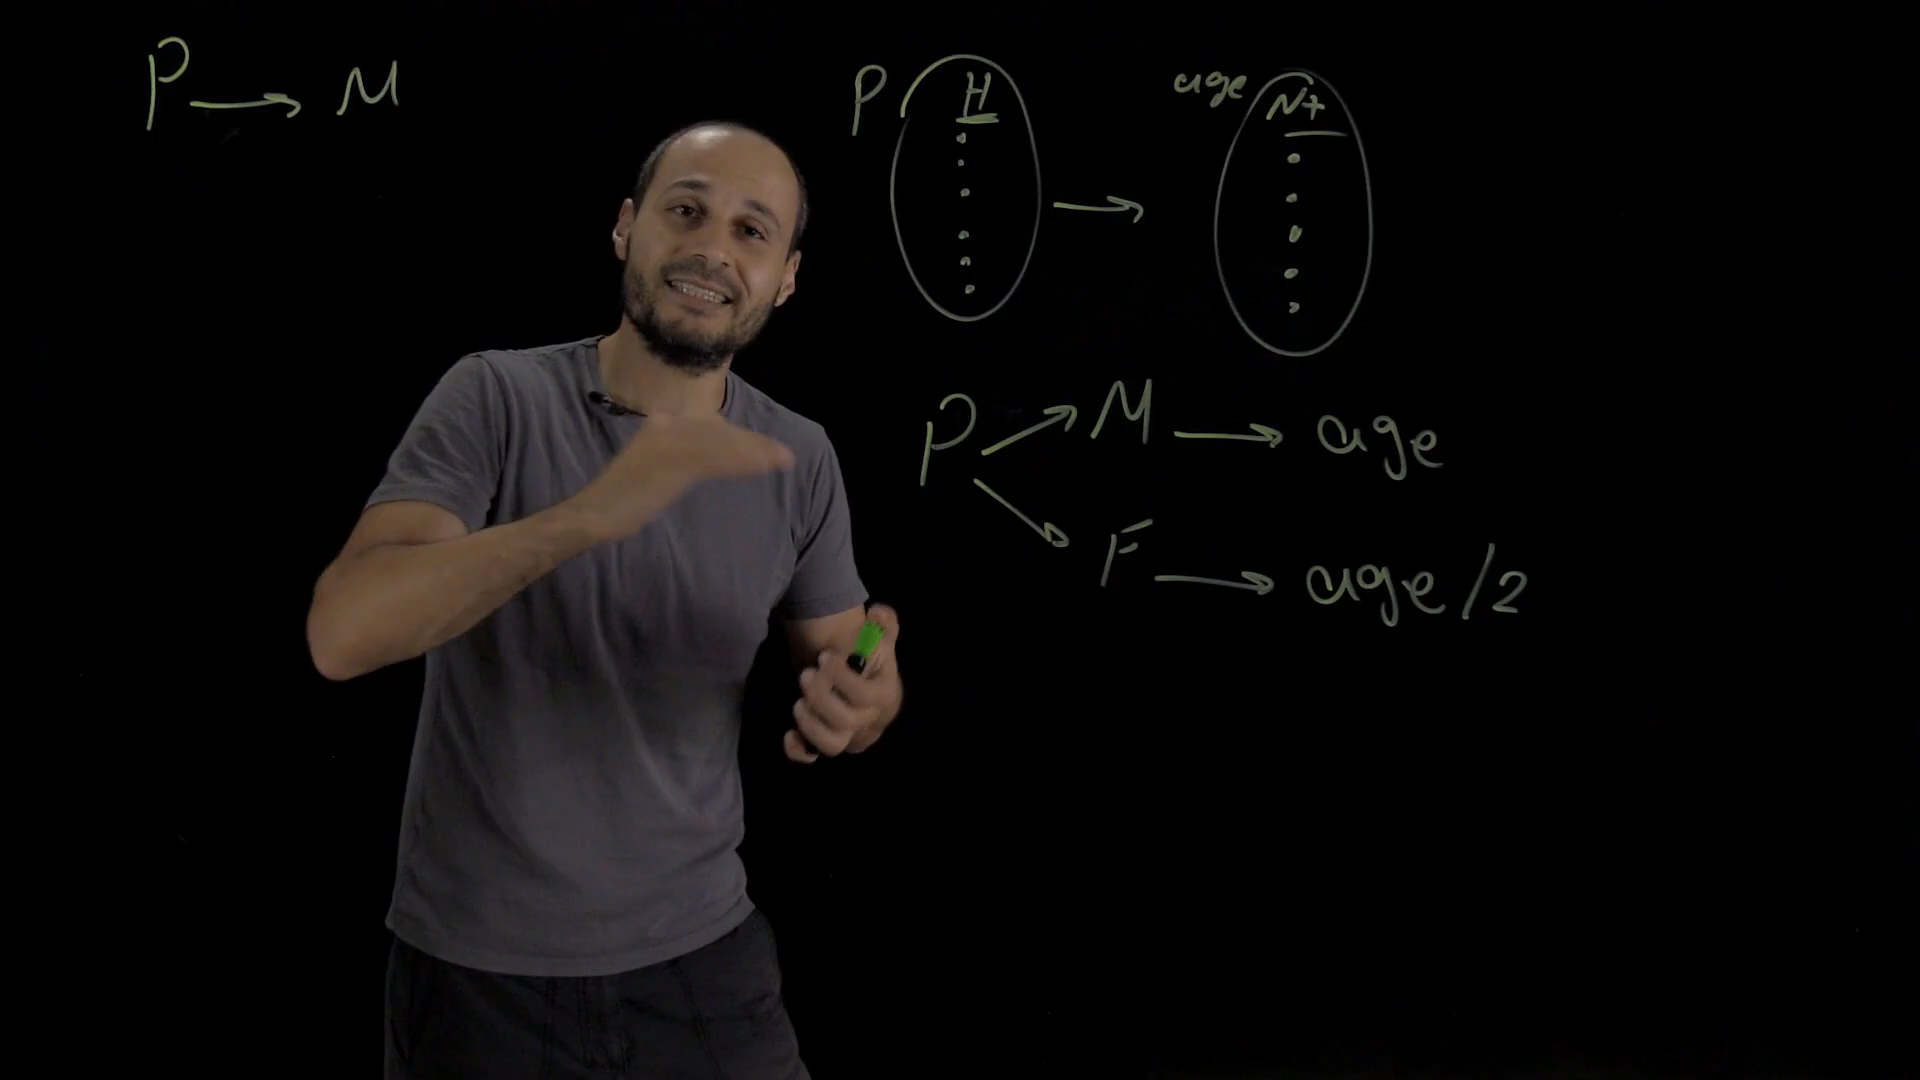 P → M
P H → age N+
P → M → age
→ F → age/2